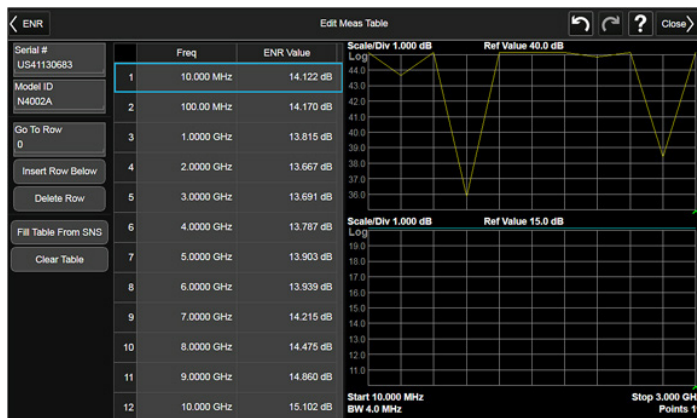 ENR
Edit Meas Table
Close
Serial #
US41130683
Model ID
N4002A
Go To Row
0
Insert Row Below
Delete Row
Fill Table From SNS
Clear Table
Freq ENR Value
1 10.000 MHz 14.122 dB
2 100.00 MHz 14.170 dB
3 1.0000 GHz 13.815 dB
4 2.0000 GHz 13.667 dB
5 3.0000 GHz 13.691 dB
6 4.0000 GHz 13.787 dB
7 5.0000 GHz 13.903 dB
8 6.0000 GHz 13.939 dB
9 7.0000 GHz 14.215 dB
10 8.0000 GHz 14.475 dB
11 9.0000 GHz 14.860 dB
12 10.000 GHz 15.102 dB
Scale/Div 1.000 dB Ref Value 40.0 dB
Log
44.0
43.0
42.0
41.0
40.0
39.0
38.0
37.0
36.0
Scale/Div 1.000 dB Ref Value 15.0 dB
Log
19.0
18.0
17.0
16.0
15.0
14.0
13.0
12.0
11.0
Start 10.000 MHz Stop 3.000
BW 4.0 MHz Points